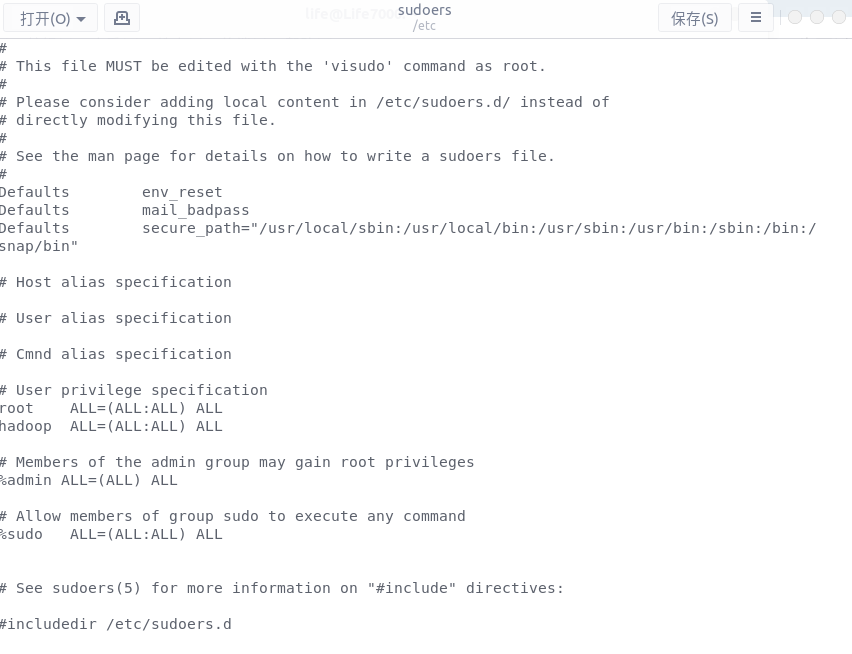 打开(O)
sudoers
/etc
保存(S)
#
# This file MUST be edited with the 'visudo' command as root.
#
# Please consider adding local content in /etc/sudoers.d/ instead of
# directly modifying this file.
#
# See the man page for details on how to write a sudoers file.
#
Defaults        env_reset
Defaults        mail_badpass
Defaults        secure_path="/usr/local/sbin:/usr/local/bin:/usr/sbin:/usr/bin:/sbin:/bin:/
snap/bin"
# Host alias specification
# User alias specification
# Cmnd alias specification
# User privilege specification
root    ALL=(ALL:ALL) ALL
hadoop  ALL=(ALL:ALL) ALL
# Members of the admin group may gain root privileges
%admin ALL=(ALL) ALL
# Allow members of group sudo to execute any command
%sudo   ALL=(ALL:ALL) ALL
# See sudoers(5) for more information on "#include" directives:
#includedir /etc/sudoers.d